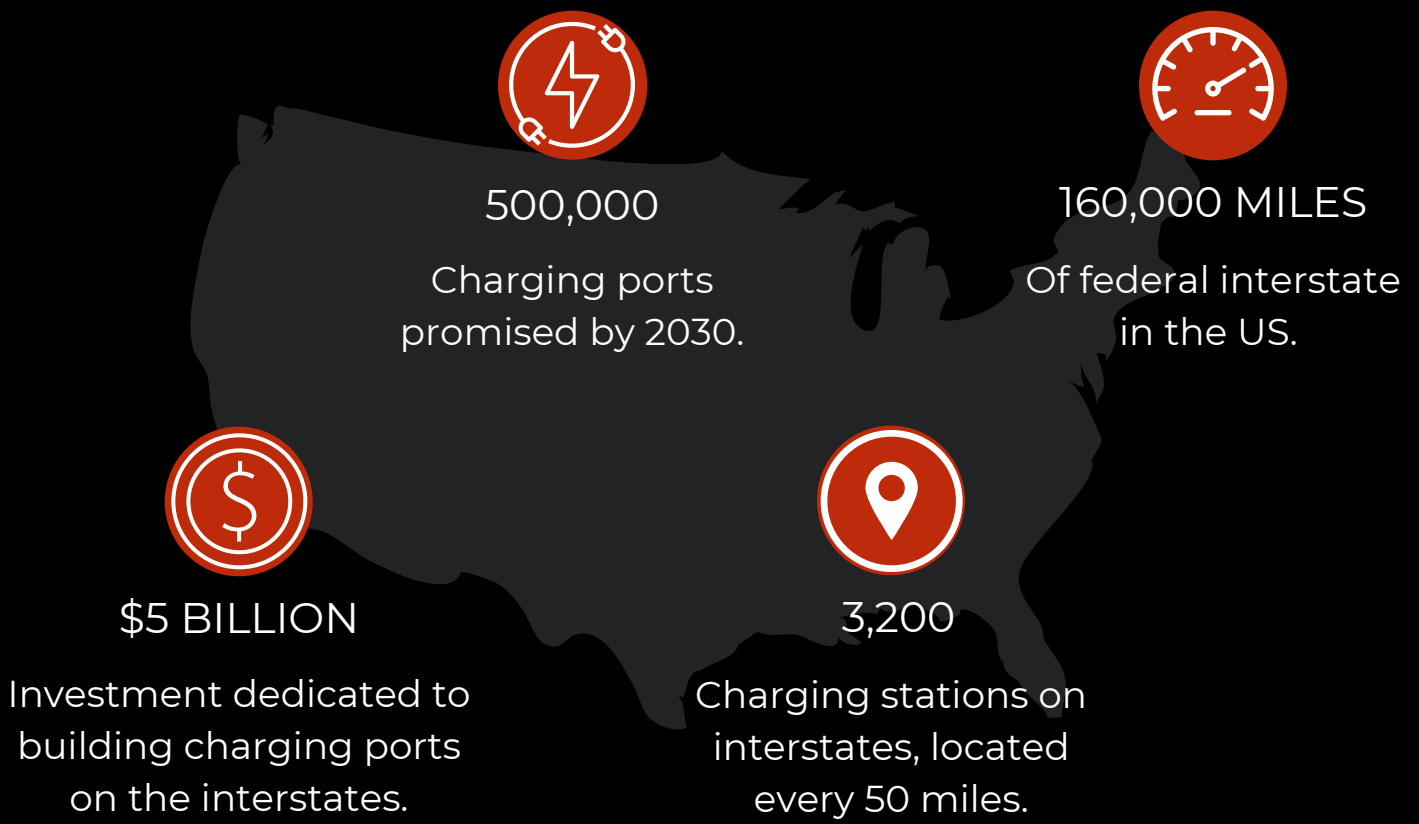 500,000
Charging ports
promised by 2030.
160,000 MILES
Of federal interstate
in the US.
$5 BILLION
Investment dedicated to
building charging ports
on the interstates.
3,200
Charging stations on
interstates, located
every 50 miles.